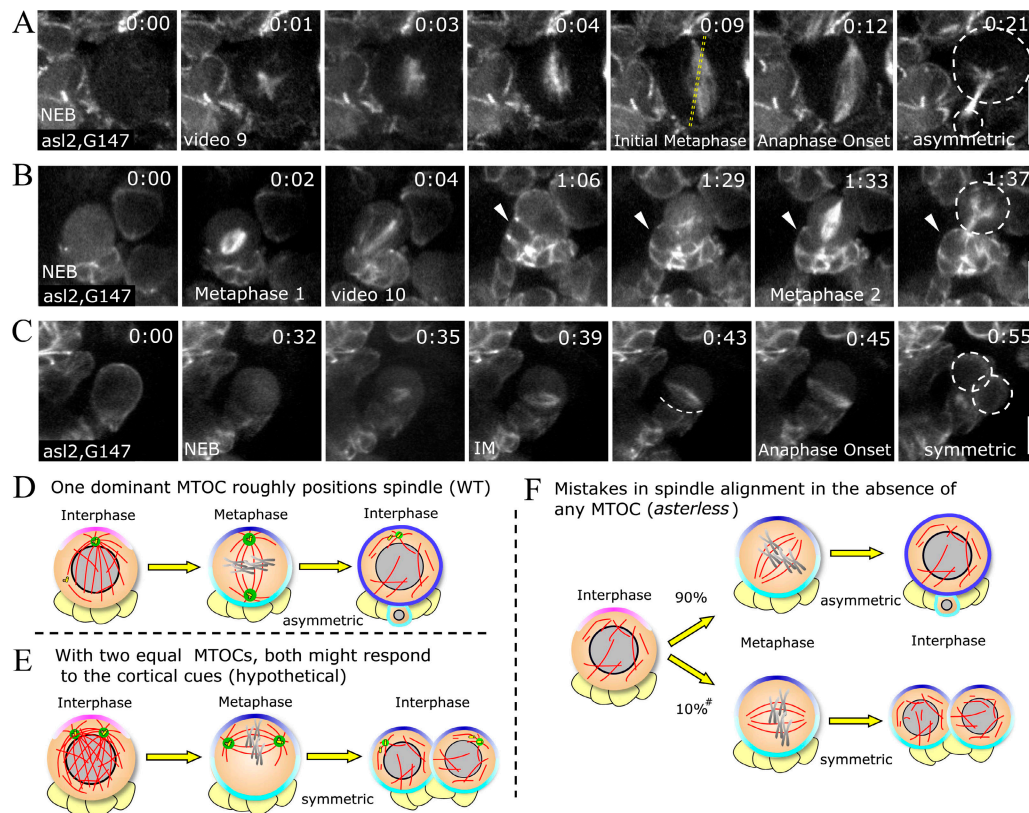 A
0:00
0:01
0:03
0:04
0:09
0:12
0:21
NEB
asl2,G147
video 9
Initial Metaphase
Anaphase Onset
asymmetric
B
0:00
0:02
0:04
1:06
1:29
1:33
1:37
NEB
asl2,G147
Metaphase 1
video 10
Metaphase 2
C
0:00
0:32
0:35
0:39
0:43
0:45
0:55
asl2,G147
NEB
IM
Anaphase Onset
symmetric
D One dominant MTOC roughly positions spindle (WT)
Interphase
Metaphase
Interphase
asymmetric
E With two equal MTOCs, both might respond
to the cortical cues (hypothetical)
Interphase
Metaphase
Interphase
symmetric
F Mistakes in spindle alignment in the absence of
any MTOC (asterless)
Interphase
90%
10%#
asymmetric
Metaphase
Interphase
symmetric